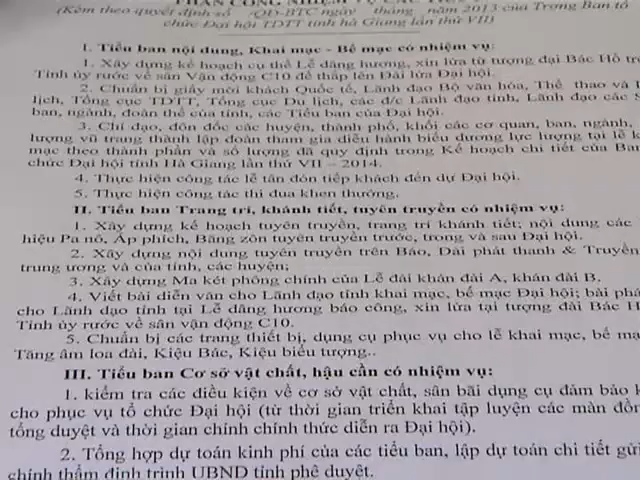 PHÂN CÔNG NHIỆM VỤ CÁC
(Kèm theo quyết định số /QĐ-BTC ngày tháng năm 2013 của Trưởng Ban tổ
chức Đại hội TDTT tỉnh hà Giang lần thứ VII)
I. Tiểu ban nội dung, Khai mạc - Bế mạc có nhiệm vụ:
1. Xây dựng kế hoạch cụ thể Lễ dâng hương, xin lửa từ tượng đài Bác Hồ tr
Tỉnh ủy rước về sân Vận động C10 để thắp lên Đài lửa Đại hội.
2. Chuẩn bị giấy mời khách Quốc tế, Lãnh đạo Bộ văn hóa, Thể thao và D
lịch, Tổng cục TDTT, Tổng cục Du lịch, các đ/c Lãnh đạo tỉnh, Lãnh đạo các S
ban, ngành, đoàn thể của tỉnh, các Tiểu ban của Đại hội.
3. Chỉ đạo, đôn đốc các huyện, thành phố, khối các cơ quan, ban, ngành,
lượng vũ trang thành lập đoàn tham gia diễu hành biểu dương lực lượng tại lễ k
mạc theo thành phần và số lượng đã quy định trong Kế hoạch chi tiết của Ban
chức Đại hội tỉnh Hà Giang lần thứ VII – 2014.
4. Thực hiện công tác lễ tân đón tiếp khách đến dự Đại hội.
5. Thực hiện công tác thi đua khen thưởng.
II. Tiểu ban Trang trí, khánh tiết, tuyên truyền có nhiệm vụ:
1. Xây dựng kế hoạch tuyên truyền, trang trí khánh tiết; nội dung các
hiệu Pa nô, Áp phích, Băng zôn tuyên truyền trước, trong và sau Đại hội.
2. Xây dựng nội dung tuyên truyền trên Báo, Đài phát thanh & Truyền
trung ương và của tỉnh, các huyện;
3. Xây dựng Ma két phông chính của Lễ đài khán đài A, khán đài B.
4. Viết bài diễn văn cho Lãnh đạo tỉnh khai mạc, bế mạc Đại hội; bài phá
cho Lãnh đạo tỉnh tại Lễ dâng hương báo công, xin lửa tại tượng đài Bác H
Tỉnh ủy rước về sân vận động C10.
5. Chuẩn bị các trang thiết bị, dụng cụ phục vụ cho lễ khai mạc, bế mạ
Tăng âm loa đài, Kiệu Bác, Kiệu biểu tượng..
III. Tiểu ban Cơ sở vật chất, hậu cần có nhiệm vụ:
1. kiểm tra các điều kiện về cơ sở vật chất, sân bãi dụng cụ đảm bảo k
cho phục vụ tổ chức Đại hội (từ thời gian triển khai tập luyện các màn đồn
tổng duyệt và thời gian chính chính thức diễn ra Đại hội).
2. Tổng hợp dự toán kinh phí của các tiểu ban, lập dự toán chi tiết gửi
chính thẩm định trình UBND tỉnh phê duyệt.